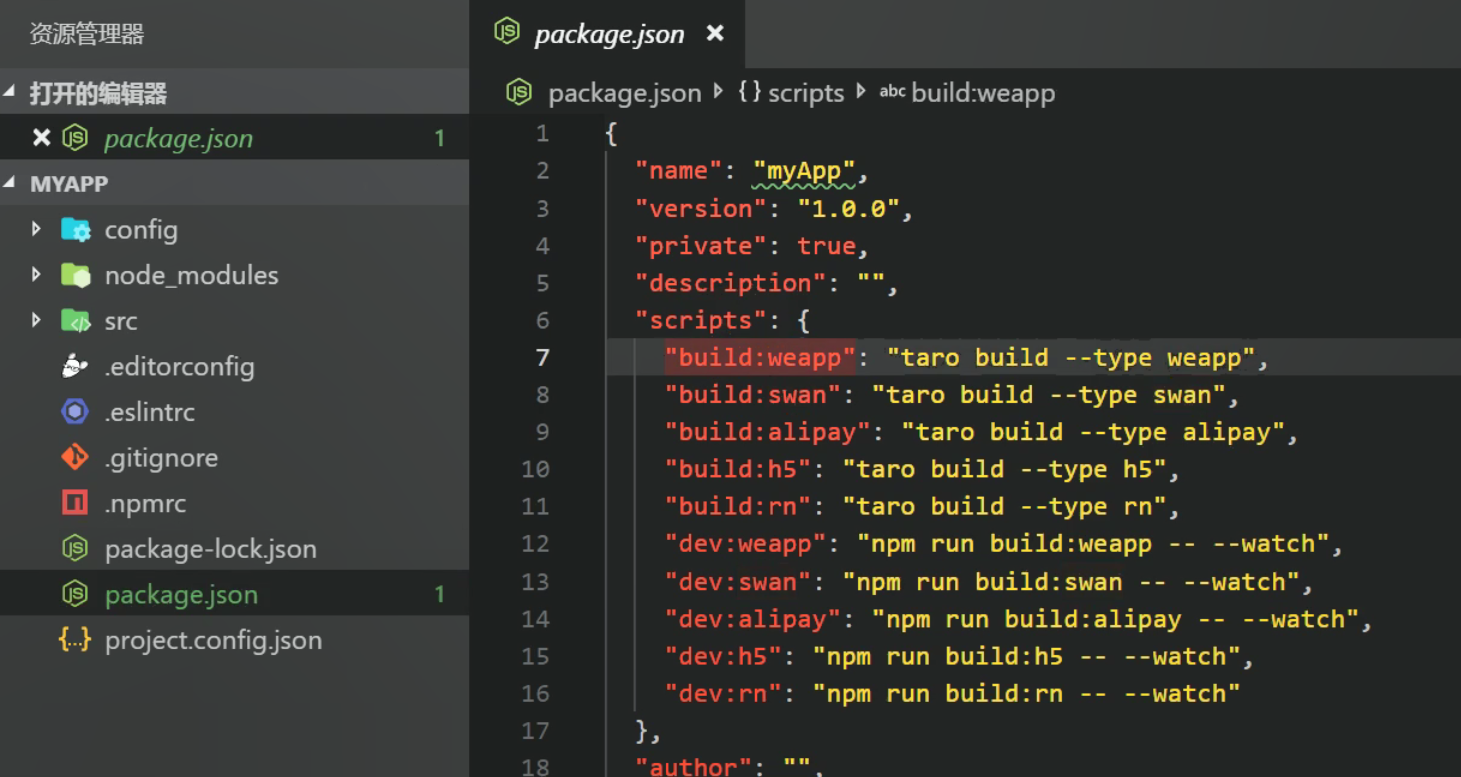 资源管理器
打开的编辑器
package.json 1
MYAPP
config
node_modules
src
.editorconfig
.eslintrc
.gitignore
.npmrc
package-lock.json
package.json 1
project.config.json
package.json
package.json {} scripts abc build:weapp
1 {
2 "name": "myApp",
3 "version": "1.0.0",
4 "private": true,
5 "description": "",
6 "scripts": {
7 "build:weapp": "taro build --type weapp",
8 "build:swan": "taro build --type swan",
9 "build:alipay": "taro build --type alipay",
10 "build:h5": "taro build --type h5",
11 "build:rn": "taro build --type rn",
12 "dev:weapp": "npm run build:weapp -- --watch",
13 "dev:swan": "npm run build:swan -- --watch",
14 "dev:alipay": "npm run build:alipay -- --watch",
15 "dev:h5": "npm run build:h5 -- --watch",
16 "dev:rn": "npm run build:rn -- --watch"
17 },
18 "author": "",